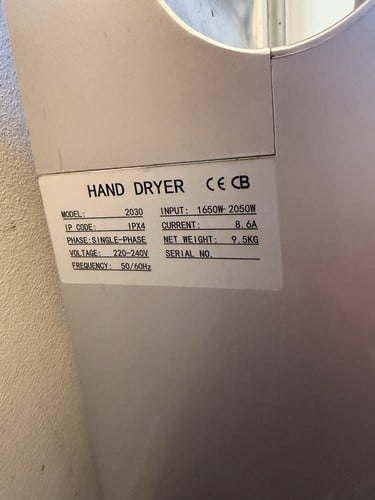 HAND DRYER CE CB
MODEL: 2030 INPUT: 1650W-2050W
IP CODE: IPX4 CURRENT: 8.6A
PHASE:SINGLE-PHASE NET WEIGHT: 9.5KG
VOLTAGE: 220-240V SERIAL NO.
FREQUENCY: 50/60Hz